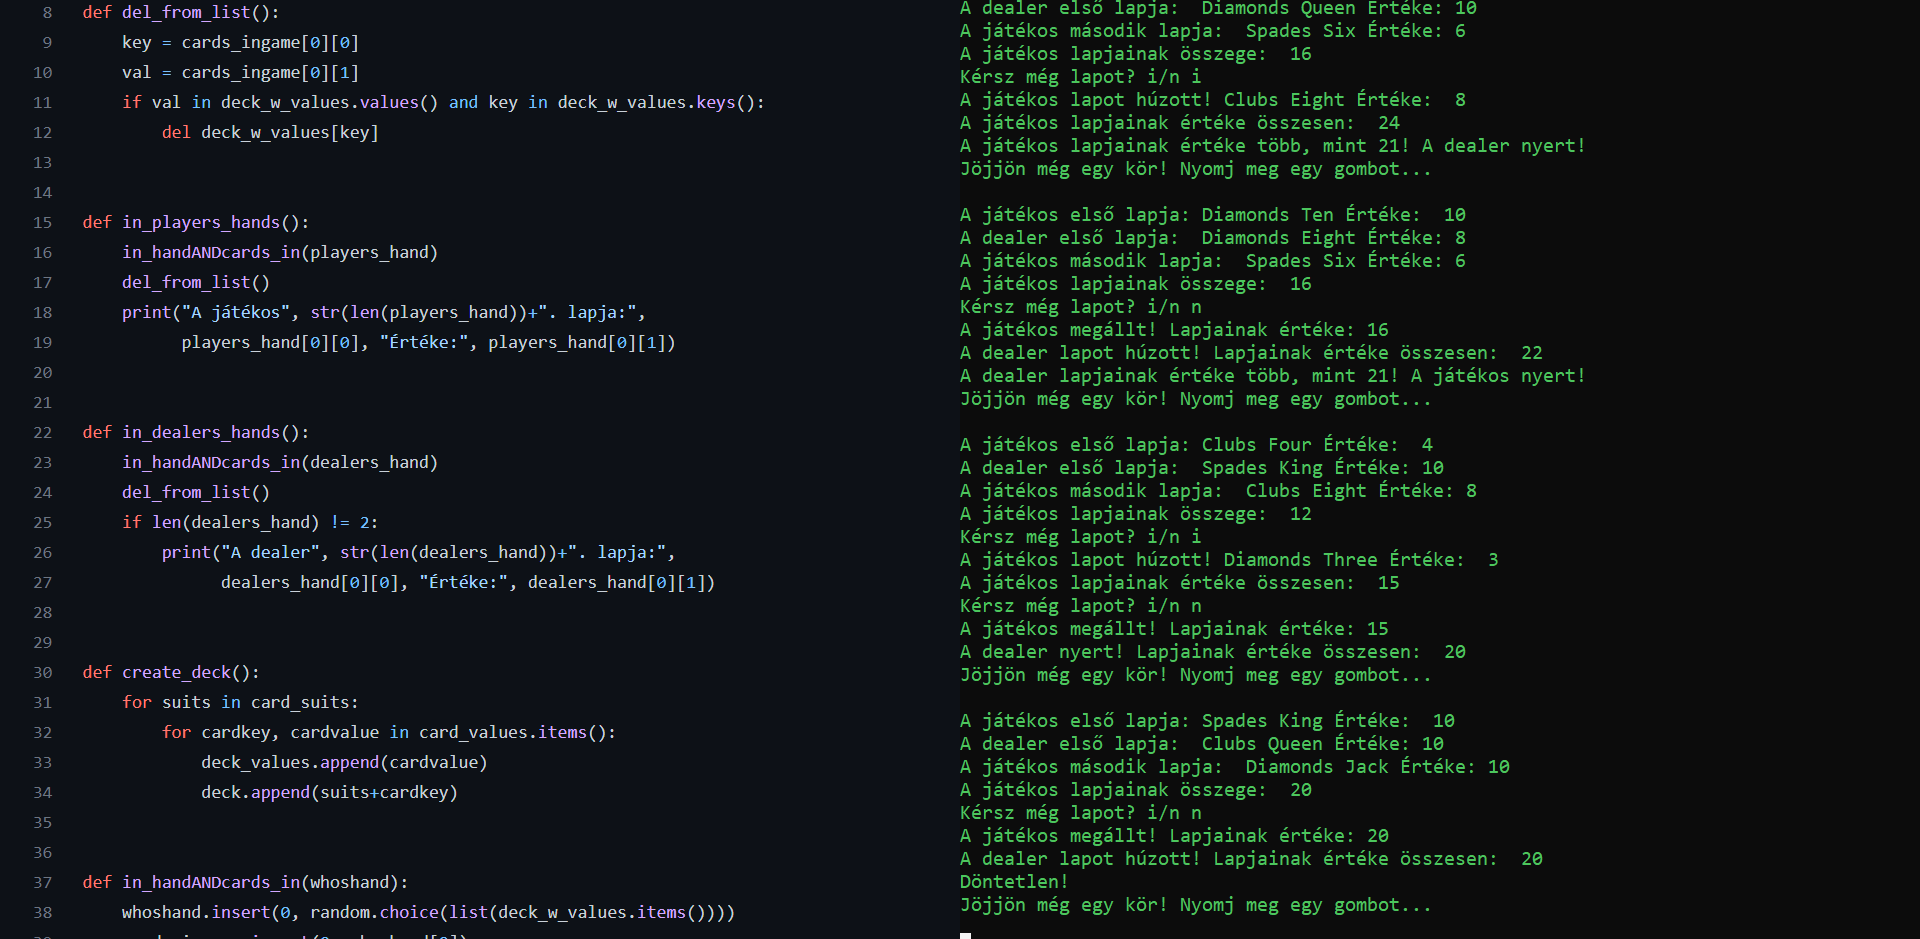 8 def del_from_list():
9 key = cards_ingame[0][0]
10 val = cards_ingame[0][1]
11 if val in deck_w_values.values() and key in deck_w_values.keys():
12 del deck_w_values[key]
13
14
15 def in_players_hands():
16 in_handANDcards_in(players_hand)
17 del_from_list()
18 print("A játékos", str(len(players_hand))+". lapja:",
19 players_hand[0][0], "Értéke:", players_hand[0][1])
20
21
22 def in_dealers_hands():
23 in_handANDcards_in(dealers_hand)
24 del_from_list()
25 if len(dealers_hand) != 2:
26 print("A dealer", str(len(dealers_hand))+". lapja:",
27 dealers_hand[0][0], "Értéke:", dealers_hand[0][1])
28
29
30 def create_deck():
31 for suits in card_suits:
32 for cardkey, cardvalue in card_values.items():
33 deck_values.append(cardvalue)
34 deck.append(suits+cardkey)
35
36
37 def in_handANDcards_in(whoshand):
38 whoshand.insert(0, random.choice(list(deck_w_values.items())))
A dealer első lapja:  Diamonds Queen Értéke: 10
A játékos második lapja:  Spades Six Értéke: 6
A játékos lapjainak összege:  16
Kérsz még lapot? i/n i
A játékos lapot húzott! Clubs Eight Értéke:  8
A játékos lapjainak értéke összesen:  24
A játékos lapjainak értéke több, mint 21! A dealer nyert!
Jöjjön még egy kör! Nyomj meg egy gombot...
A játékos első lapja: Diamonds Ten Értéke:  10
A dealer első lapja:  Diamonds Eight Értéke: 8
A játékos második lapja:  Spades Six Értéke: 6
A játékos lapjainak összege:  16
Kérsz még lapot? i/n n
A játékos megállt! Lapjainak értéke: 16
A dealer lapot húzott! Lapjainak értéke összesen:  22
A dealer lapjainak értéke több, mint 21! A játékos nyert!
Jöjjön még egy kör! Nyomj meg egy gombot...
A játékos első lapja: Clubs Four Értéke:  4
A dealer első lapja:  Spades King Értéke: 10
A játékos második lapja:  Clubs Eight Értéke: 8
A játékos lapjainak összege:  12
Kérsz még lapot? i/n i
A játékos lapot húzott! Diamonds Three Értéke:  3
A játékos lapjainak értéke összesen:  15
Kérsz még lapot? i/n n
A játékos megállt! Lapjainak értéke: 15
A dealer nyert! Lapjainak értéke összesen:  20
Jöjjön még egy kör! Nyomj meg egy gombot...
A játékos első lapja: Spades King Értéke:  10
A dealer első lapja:  Clubs Queen Értéke: 10
A játékos második lapja:  Diamonds Jack Értéke: 10
A játékos lapjainak összege:  20
Kérsz még lapot? i/n n
A játékos megállt! Lapjainak értéke: 20
A dealer lapot húzott! Lapjainak értéke összesen:  20
Döntetlen!
Jöjjön még egy kör! Nyomj meg egy gombot...